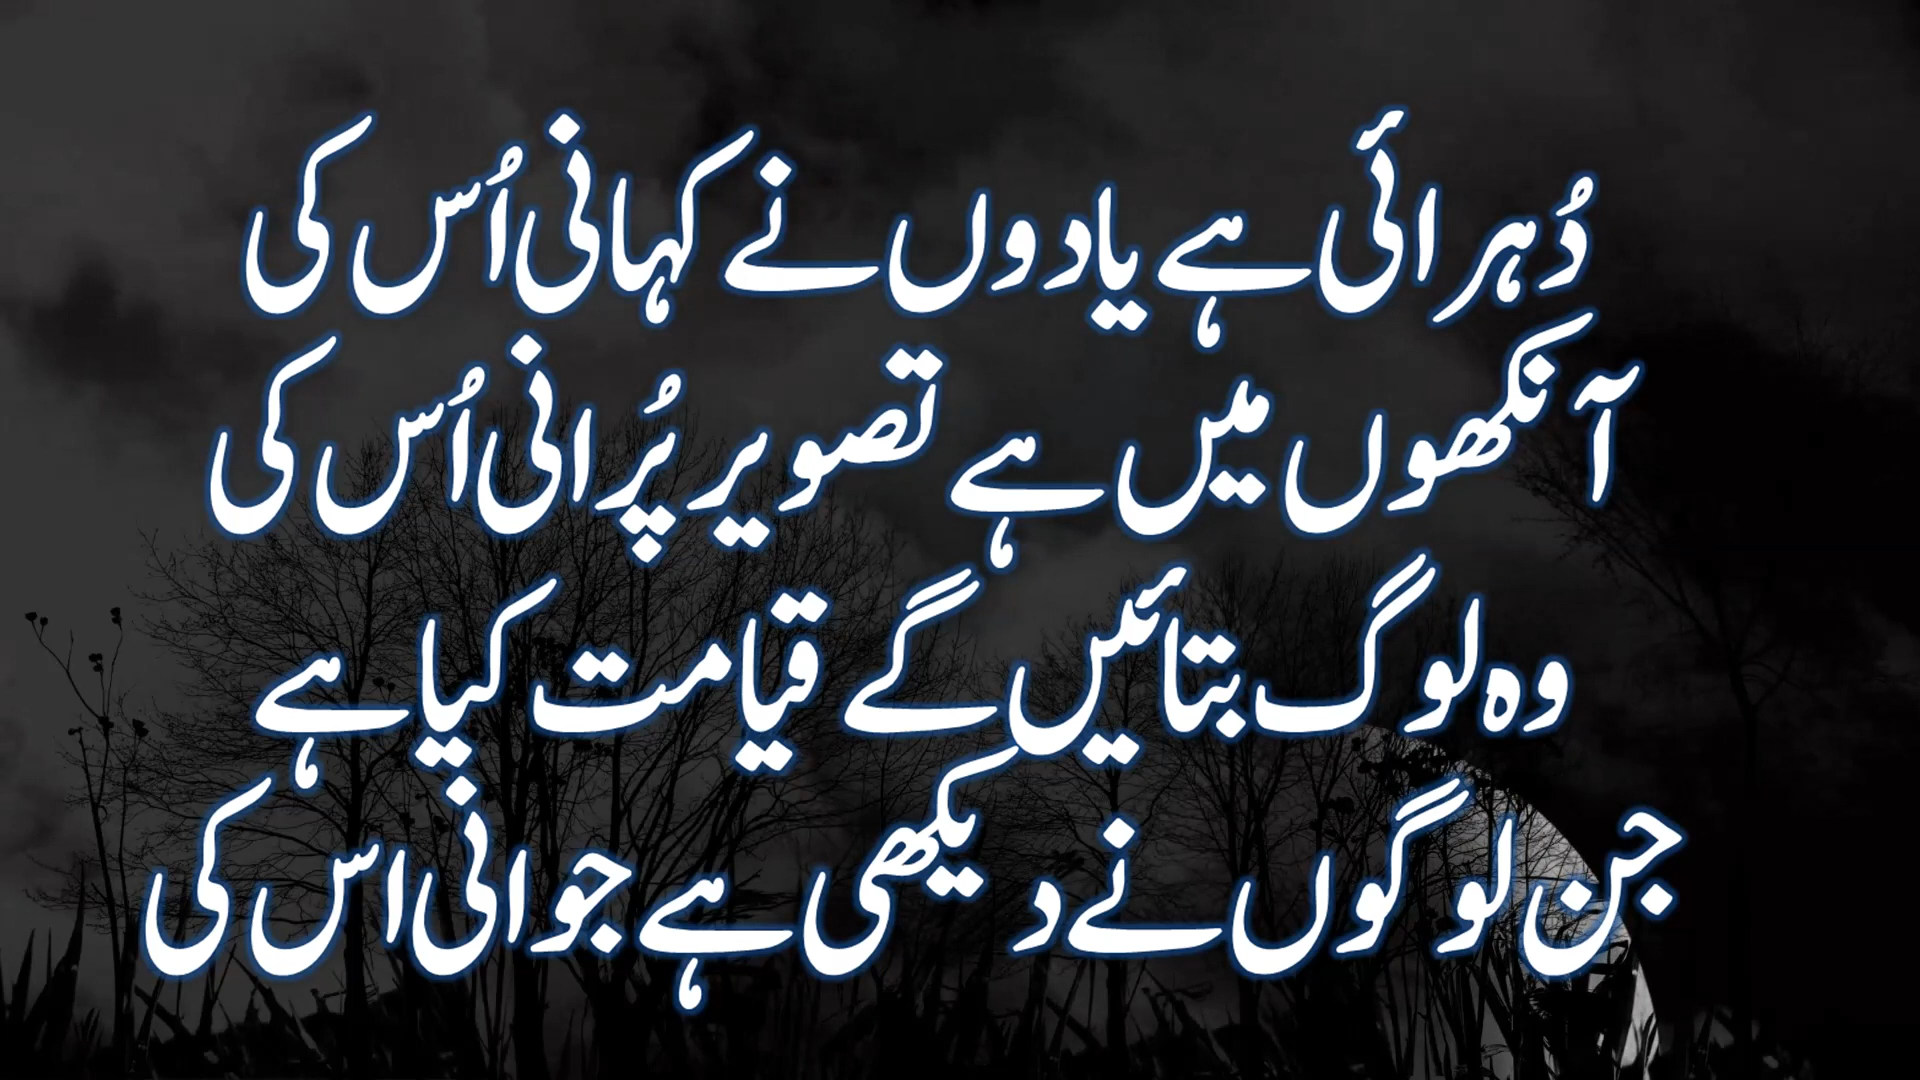 دُہرائی ہے یادوں نے کہانی اُس کی
آنکھوں میں ہے تصویر پُرانی اُس کی
وہ لوگ بتائیں گے قیامت کیا ہے
جن لوگوں نے دیکھی ہے جوانی اس کی